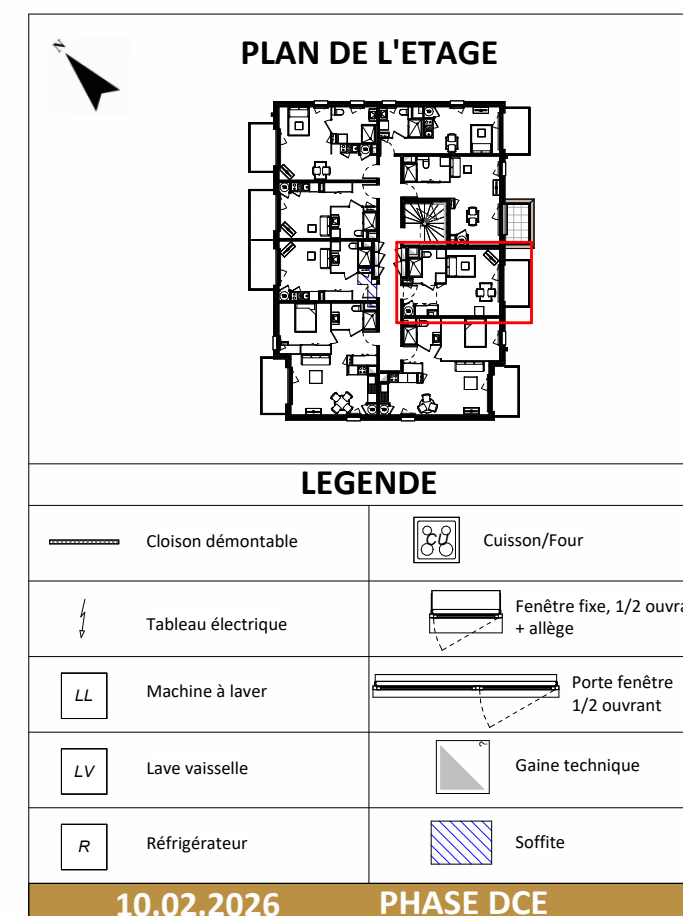 N
PLAN DE L'ETAGE
LEGENDE
Cloison démontable
CU
Cuisson/Four
Tableau électrique
Fenêtre fixe, 1/2 ouvra
+ allège
LL
Machine à laver
Porte fenêtre
1/2 ouvrant
LV
Lave vaisselle
?
Gaine technique
R
Réfrigérateur
Soffite
10.02.2026
PHASE DCE